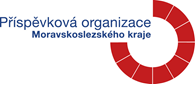 Příspěvková organizace
Moravskoslezského kraje